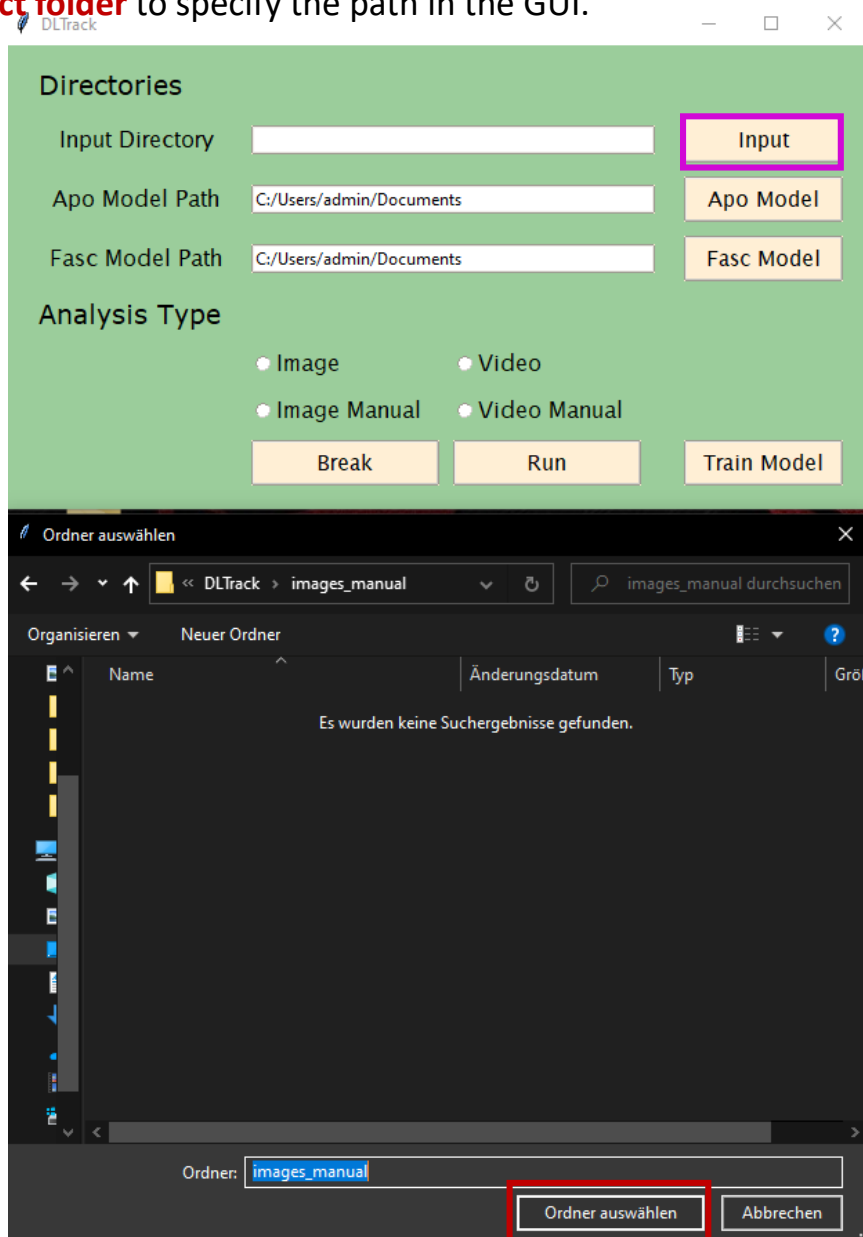 ct folder to specify the path in the GUI.
DLTrack
Directories
Input Directory
Input
Apo Model Path
C:/Users/admin/Documents
Apo Model
Fasc Model Path
C:/Users/admin/Documents
Fasc Model
Analysis Type
Image
Video
Image Manual
Video Manual
Break
Run
Train Model
Ordner auswählen
« DLTrack › images_manual
images_manual durchsuchen
Organisieren
Neuer Ordner
Name
Änderungsdatum
Typ
Grö
Es wurden keine Suchergebnisse gefunden.
Ordner:
images_manual
Ordner auswählen
Abbrechen